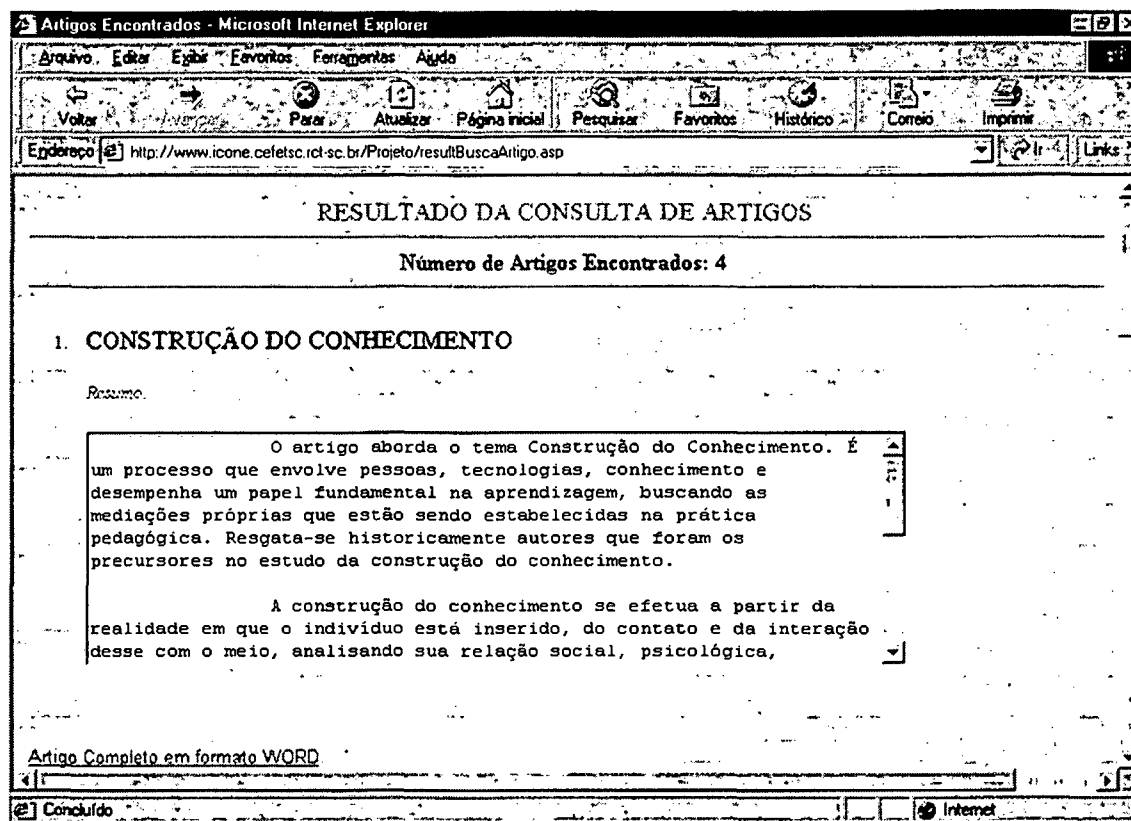 Artigos Encontrados - Microsoft Internet Explorer
Arquivo Editar Exibir Favoritos Ferramentas Ajuda
Voltar Avançar Parar Atualizar Página inicial Pesquisar Favoritos Histórico Correio Imprimir
Endereço http://www.icone.cefetsc.rct-sc.br/Projeto/resultBuscaArtigo.asp Ir Links
RESULTADO DA CONSULTA DE ARTIGOS
Número de Artigos Encontrados: 4
1. CONSTRUÇÃO DO CONHECIMENTO
Resumo
O artigo aborda o tema Construção do Conhecimento. É
um processo que envolve pessoas, tecnologias, conhecimento e
desempenha um papel fundamental na aprendizagem, buscando as
mediações próprias que estão sendo estabelecidas na prática
pedagógica. Resgata-se historicamente autores que foram os
precursores no estudo da construção do conhecimento.
A construção do conhecimento se efetua a partir da
realidade em que o indivíduo está inserido, do contato e da interação
desse com o meio, analisando sua relação social, psicológica,
Artigo Completo em formato WORD
Concluído Internet